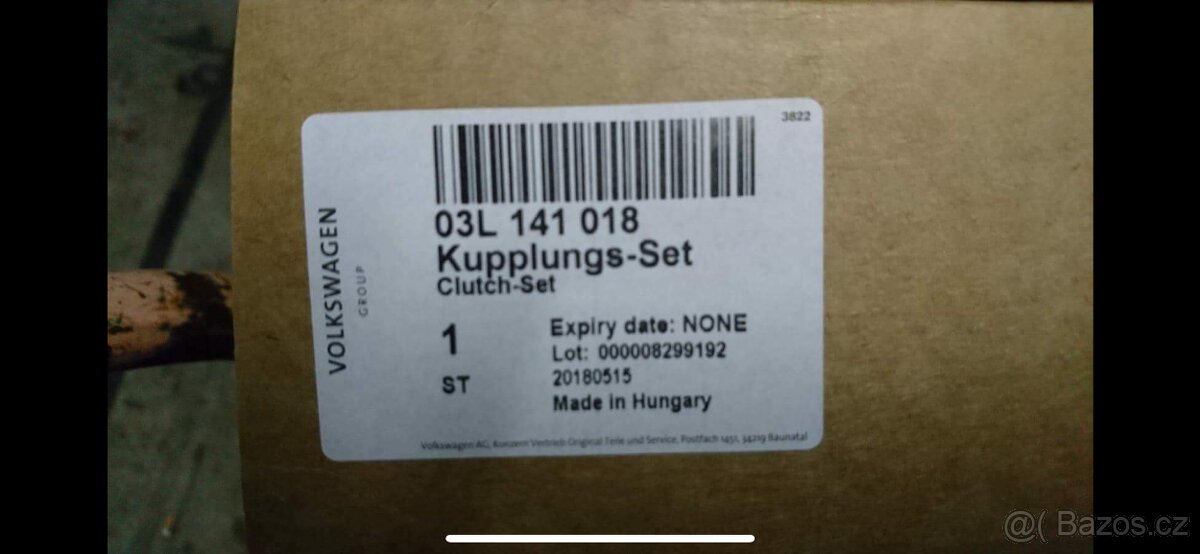 3822
03L 141 018
Kupplungs-Set
Clutch-Set
VOLKSWAGEN
GROUP
1
ST
Expiry date: NONE
Lot: 000008299192
20180515
Made in Hungary
Volkswagen AG, Konzern Vertrieb Original Teile und Service, Postfach 1451, 34219 Baunatal
@( Bazos.cz